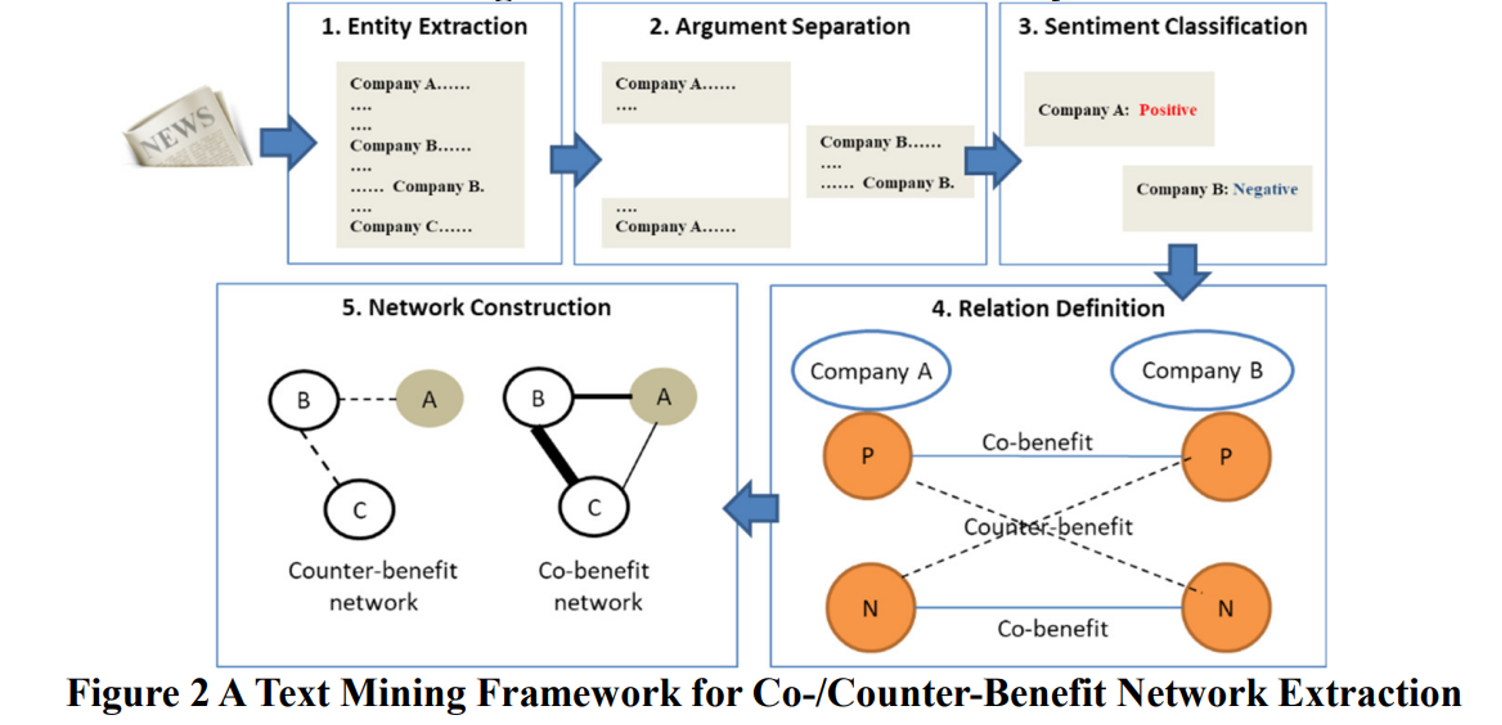 NEWS
1. Entity Extraction
Company A......
....
....
Company B......
....
...... Company B.
....
Company C......
2. Argument Separation
Company A......
....
....
Company A......
Company B......
....
...... Company B.
3. Sentiment Classification
Company A: Positive
Company B: Negative
4. Relation Definition
Company A
Company B
P
Co-benefit
P
Counter-benefit
N
Co-benefit
N
5. Network Construction
B
A
C
Counter-benefit
network
B
A
C
Co-benefit
network
Figure 2 A Text Mining Framework for Co-/Counter-Benefit Network Extraction